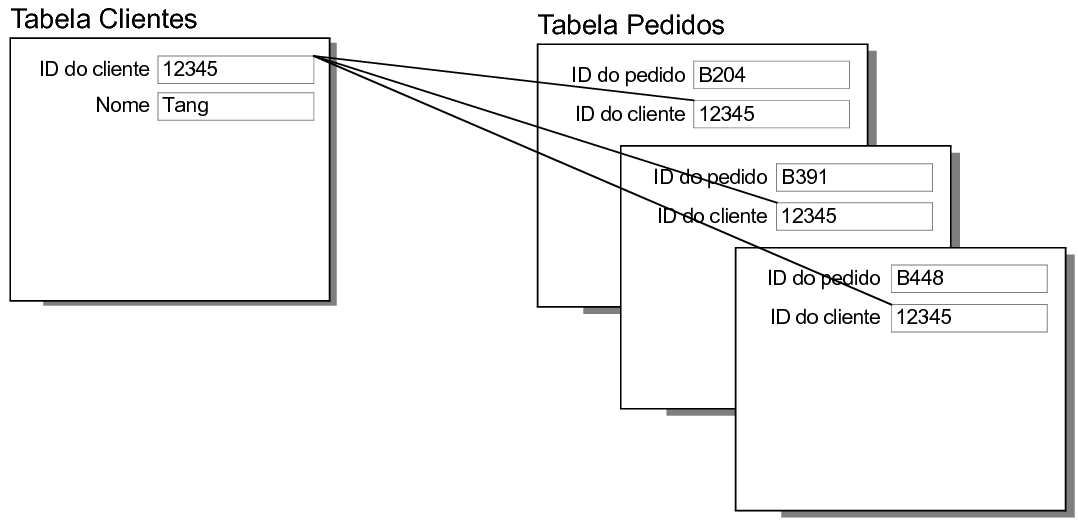 Tabela Clientes
ID do cliente 12345
Nome Tang
Tabela Pedidos
ID do pedido B204
ID do cliente 12345
ID do pedido B391
ID do cliente 12345
ID do pedido B448
ID do cliente 12345